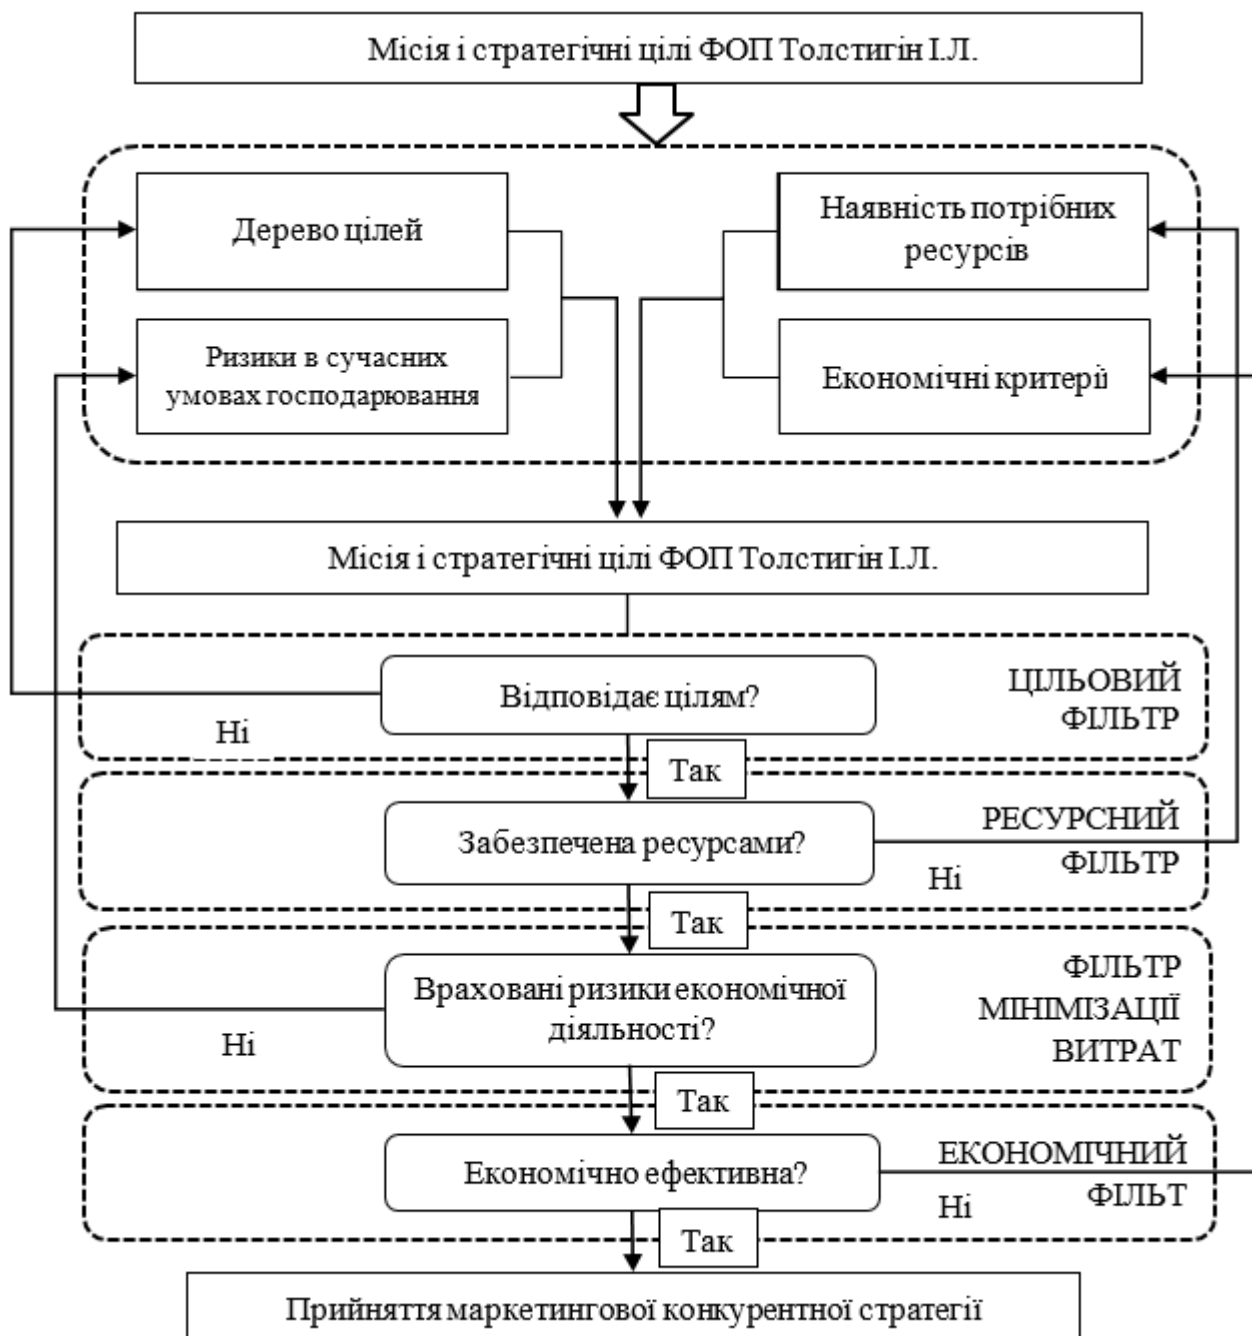 Місія і стратегічні цілі ФОП Толстигін І.Л.
Дерево цілей
Наявність потрібних
ресурсів
Ризики в сучасних
умовах господарювання
Економічні критерії
Місія і стратегічні цілі ФОП Толстигін І.Л.
Відповідає цілям?
ЦІЛЬОВИЙ
ФІЛЬТР
Ні
Так
Забезпечена ресурсами?
РЕСУРСНИЙ
ФІЛЬТР
Ні
Так
Враховані ризики економічної
діяльності?
ФІЛЬТР
МІНІМІЗАЦІЇ
ВИТРАТ
Ні
Так
Економічно ефективна?
ЕКОНОМІЧНИЙ
ФІЛЬТ
Ні
Так
Прийняття маркетингової конкурентної стратегії